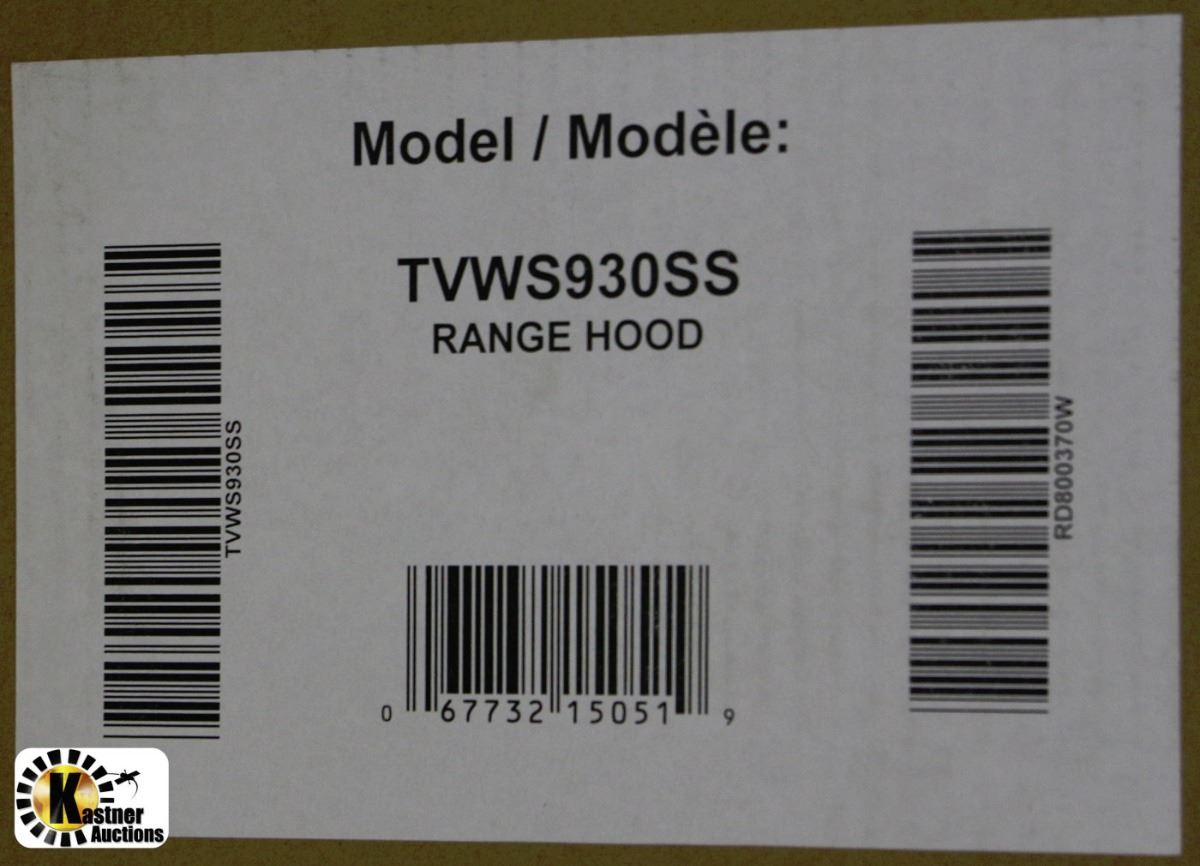 Model / Modèle:
TVWS930SS
RANGE HOOD
TVWS930SS
RD800370W
0 67732 15051 9
Kastner
Auctions